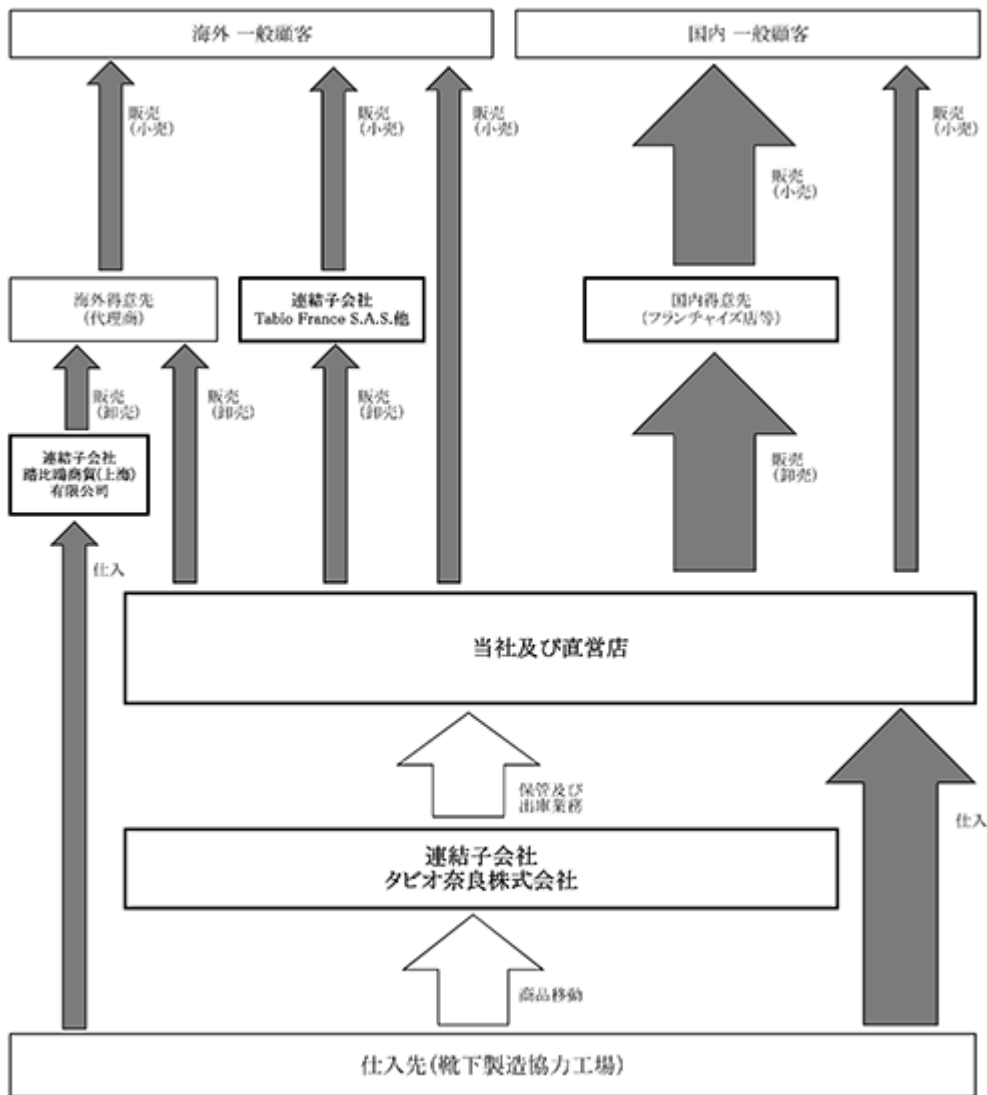 海外 一般顧客
国内 一般顧客
販売
(小売)
販売
(小売)
販売
(小売)
販売
(小売)
販売
(小売)
海外得意先
(代理商)
連結子会社
Tabio France S.A.S.他
国内得意先
(フランチャイズ店等)
販売
(卸売)
販売
(卸売)
販売
(卸売)
販売
(卸売)
連結子会社
踏比鴎商貿(上海)
有限公司
仕入
当社及び直営店
保管及び
出庫業務
仕入
連結子会社
タビオ奈良株式会社
商品移動
仕入先(靴下製造協力工場)